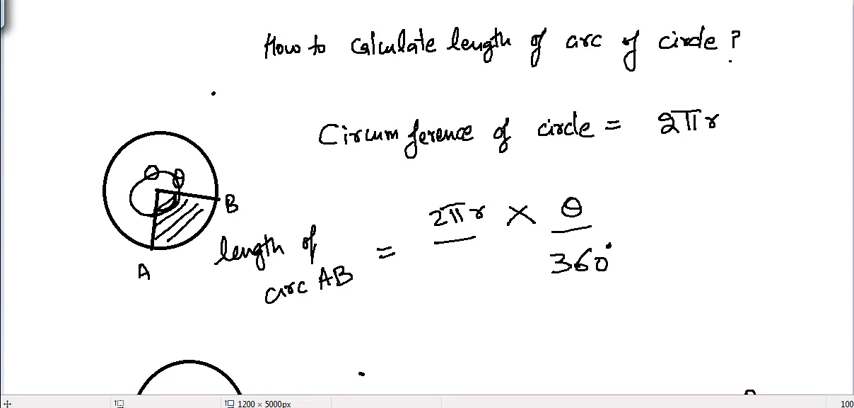 How to calculate length of arc of circle ?
Circumference of circle = 2πr
θ θ
B
A
length of arc AB = 2πr × θ / 360°
1200 × 5000px
100